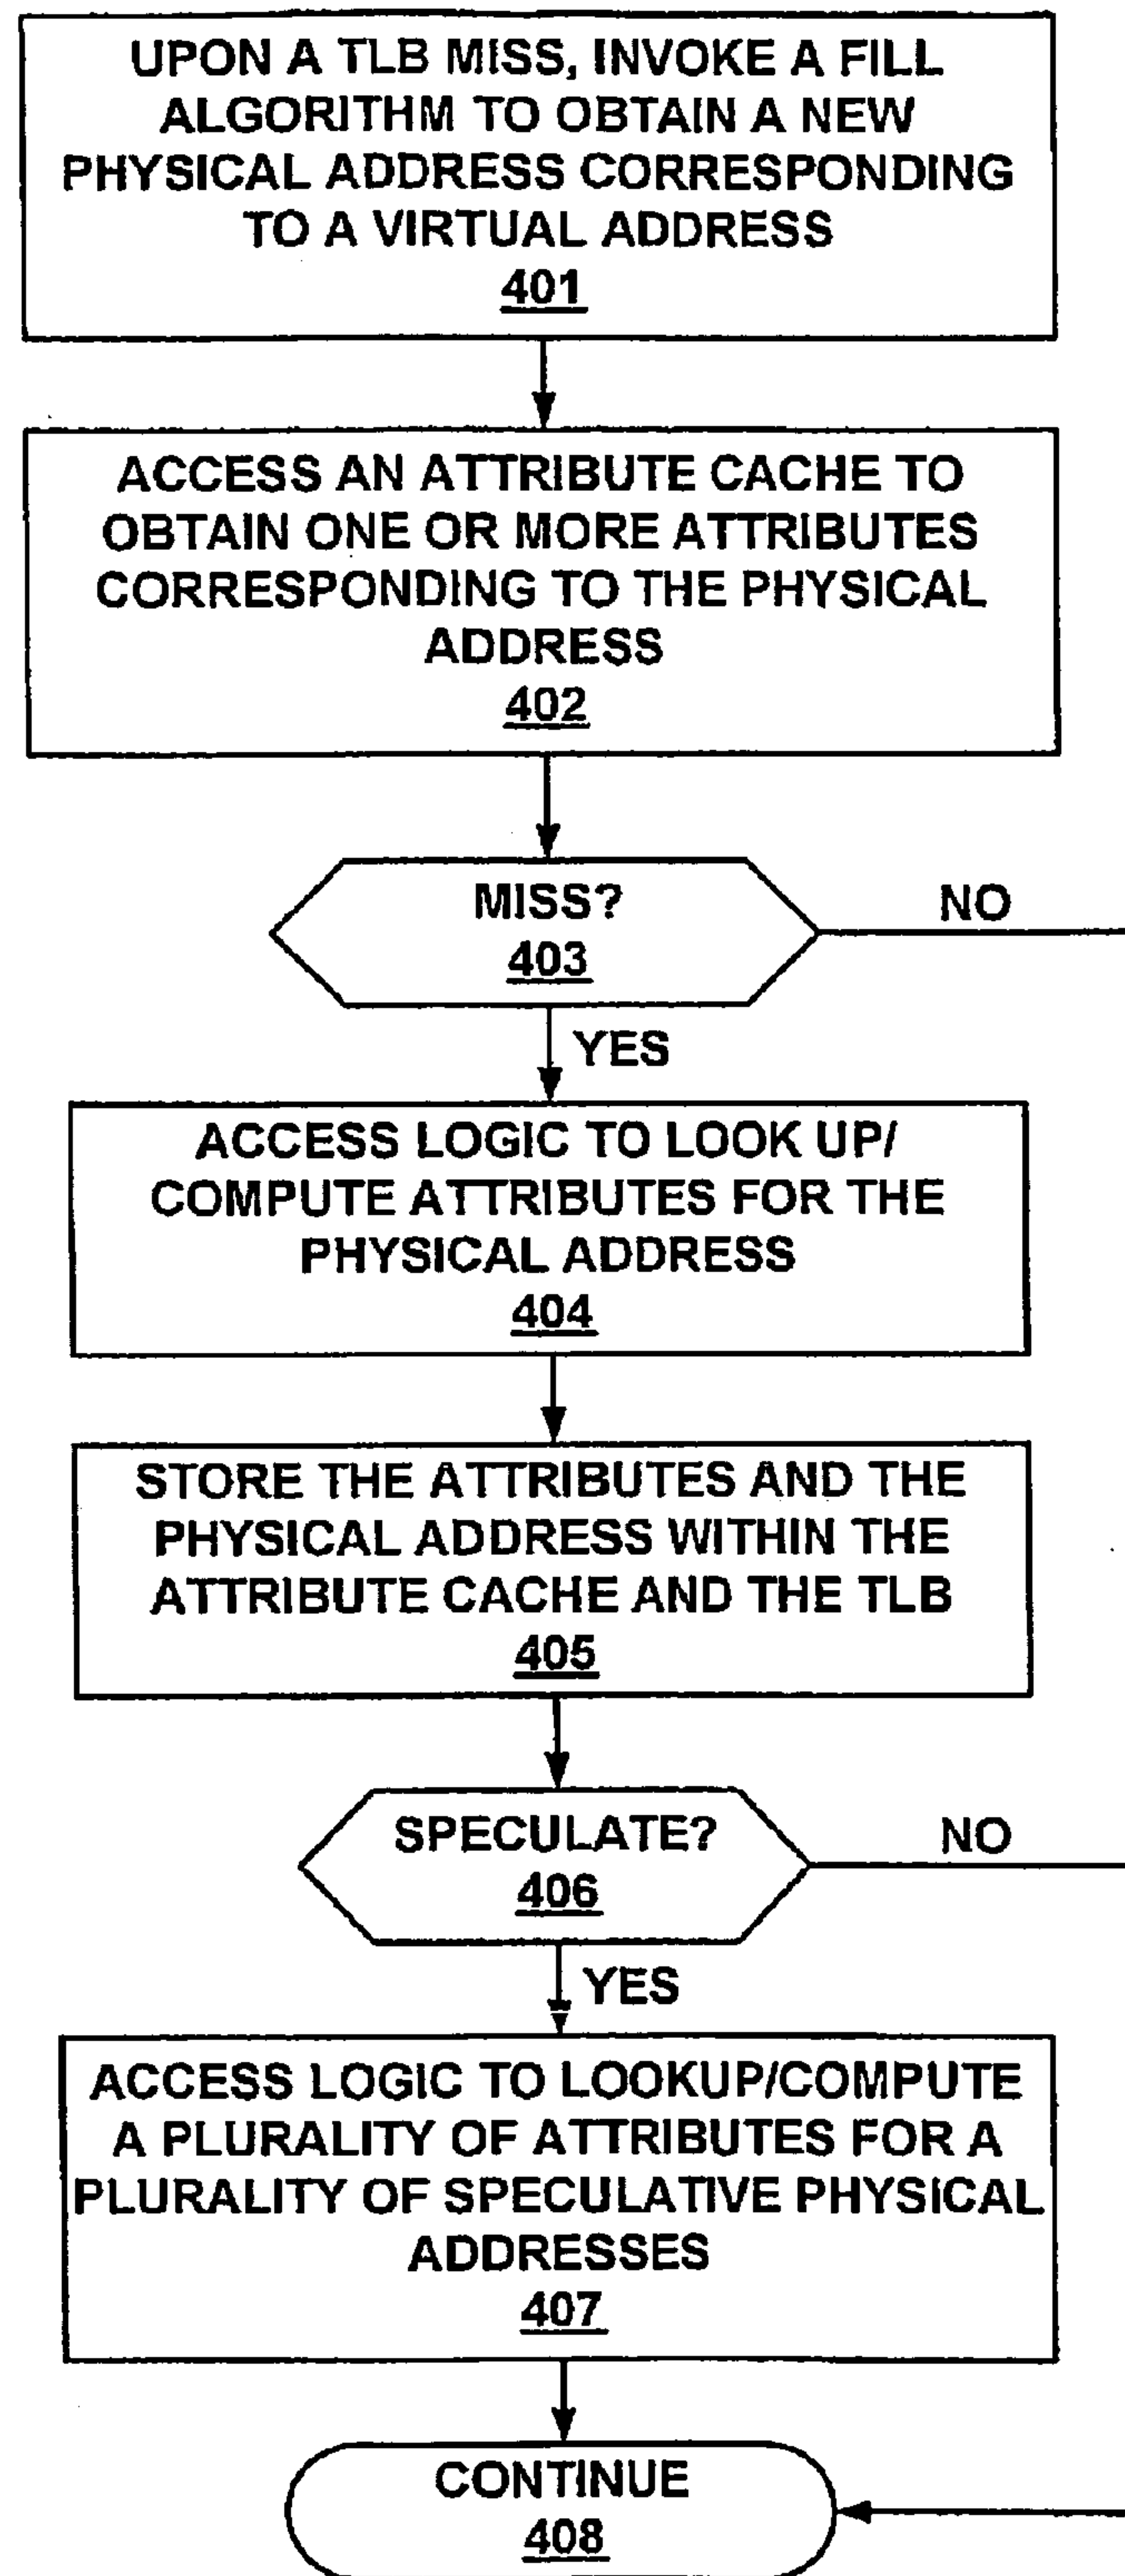 UPON A TLB MISS, INVOKE A FILL
ALGORITHM TO OBTAIN A NEW
PHYSICAL ADDRESS CORRESPONDING
TO A VIRTUAL ADDRESS
401
ACCESS AN ATTRIBUTE CACHE TO
OBTAIN ONE OR MORE ATTRIBUTES
CORRESPONDING TO THE PHYSICAL
ADDRESS
402
MISS?
403
NO
YES
ACCESS LOGIC TO LOOK UP/
COMPUTE ATTRIBUTES FOR THE
PHYSICAL ADDRESS
404
STORE THE ATTRIBUTES AND THE
PHYSICAL ADDRESS WITHIN THE
ATTRIBUTE CACHE AND THE TLB
405
SPECULATE?
406
NO
YES
ACCESS LOGIC TO LOOKUP/COMPUTE
A PLURALITY OF ATTRIBUTES FOR A
PLURALITY OF SPECULATIVE PHYSICAL
ADDRESSES
407
CONTINUE
408